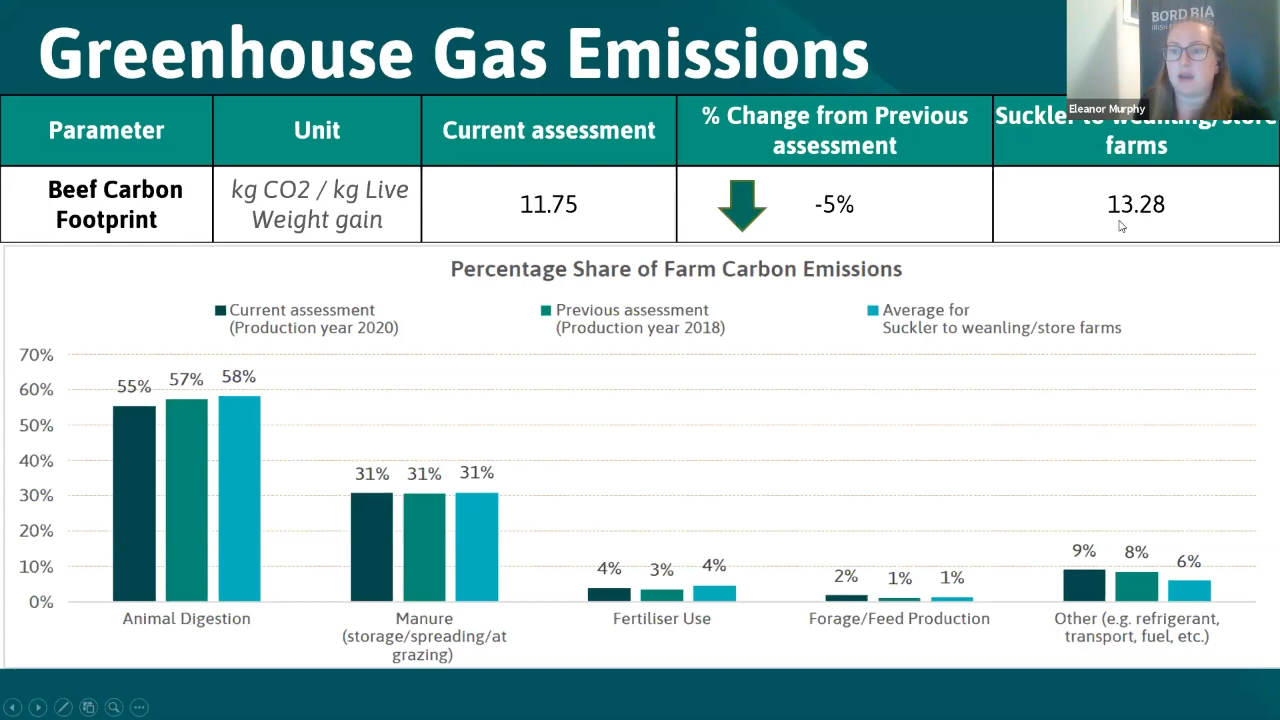 Greenhouse Gas Emissions
BORD BIA
Eleanor Murphy
Parameter
Unit
Current assessment
% Change from Previous
assessment
Suckler to weanling/store
farms
Beef Carbon
Footprint
kg CO2 / kg Live
Weight gain
11.75
-5%
13.28
Percentage Share of Farm Carbon Emissions
Current assessment
(Production year 2020)
Previous assessment
(Production year 2018)
Average for
Suckler to weanling/store farms
70%
60%
50%
40%
30%
20%
10%
0%
55%
57%
58%
31%
31%
31%
4%
3%
4%
2%
1%
1%
9%
8%
6%
Animal Digestion
Manure
(storage/spreading/at
grazing)
Fertiliser Use
Forage/Feed Production
Other (e.g. refrigerant,
transport, fuel, etc.)